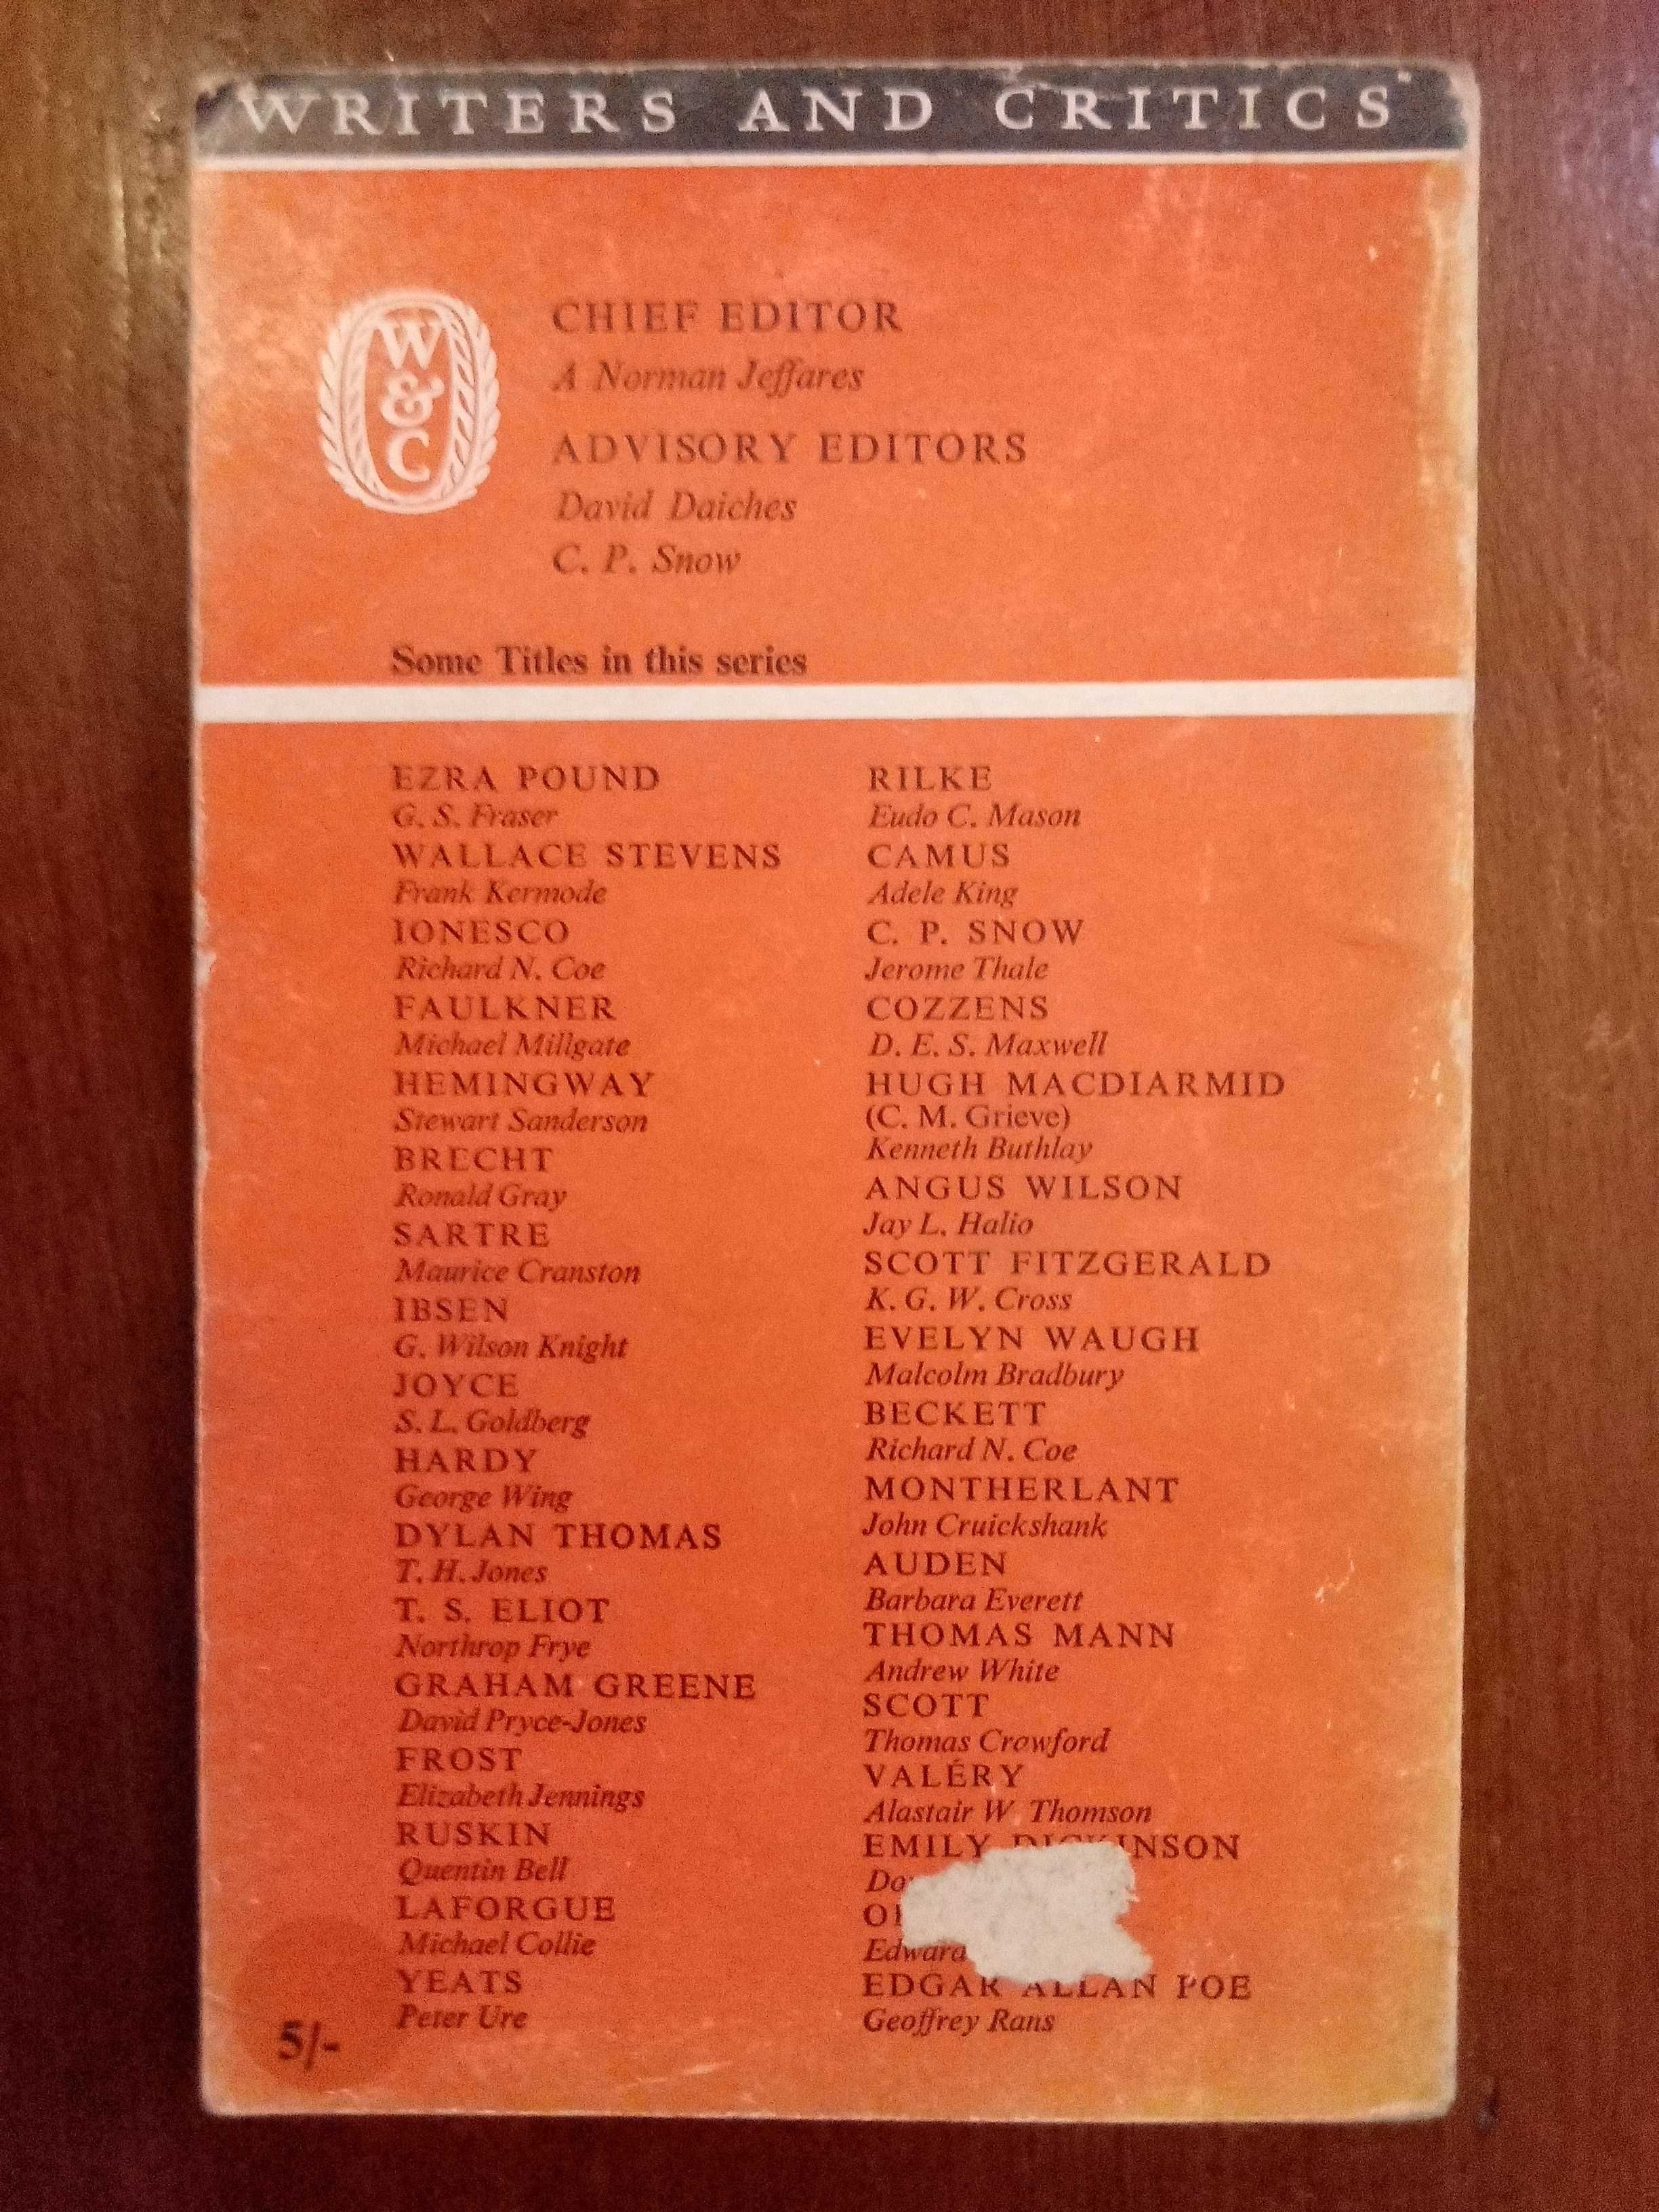 WRITERS AND CRITICS
W
&
C
CHIEF EDITOR
A Norman Jeffares
ADVISORY EDITORS
David Daiches
C. P. Snow
Some Titles in this series
EZRA POUND
G. S. Fraser
WALLACE STEVENS
Frank Kermode
IONESCO
Richard N. Coe
FAULKNER
Michael Millgate
HEMINGWAY
Stewart Sanderson
BRECHT
Ronald Gray
SARTRE
Maurice Cranston
IBSEN
G. Wilson Knight
JOYCE
S. L. Goldberg
HARDY
George Wing
DYLAN THOMAS
T. H. Jones
T. S. ELIOT
Northrop Frye
GRAHAM GREENE
David Pryce-Jones
FROST
Elizabeth Jennings
RUSKIN
Quentin Bell
LAFORGUE
Michael Collie
YEATS
Peter Ure
5/-
RILKE
Eudo C. Mason
CAMUS
Adele King
C. P. SNOW
Jerome Thale
COZZENS
D. E. S. Maxwell
HUGH MACDIARMID
(C. M. Grieve)
Kenneth Buthlay
ANGUS WILSON
Jay L. Halio
SCOTT FITZGERALD
K. G. W. Cross
EVELYN WAUGH
Malcolm Bradbury
BECKETT
Richard N. Coe
MONTHERLANT
John Cruickshank
AUDEN
Barbara Everett
THOMAS MANN
Andrew White
SCOTT
Thomas Crawford
VALÉRY
Alastair W. Thomson
EMILY DICKINSON
Edward
EDGAR ALLAN POE
Geoffrey Rans